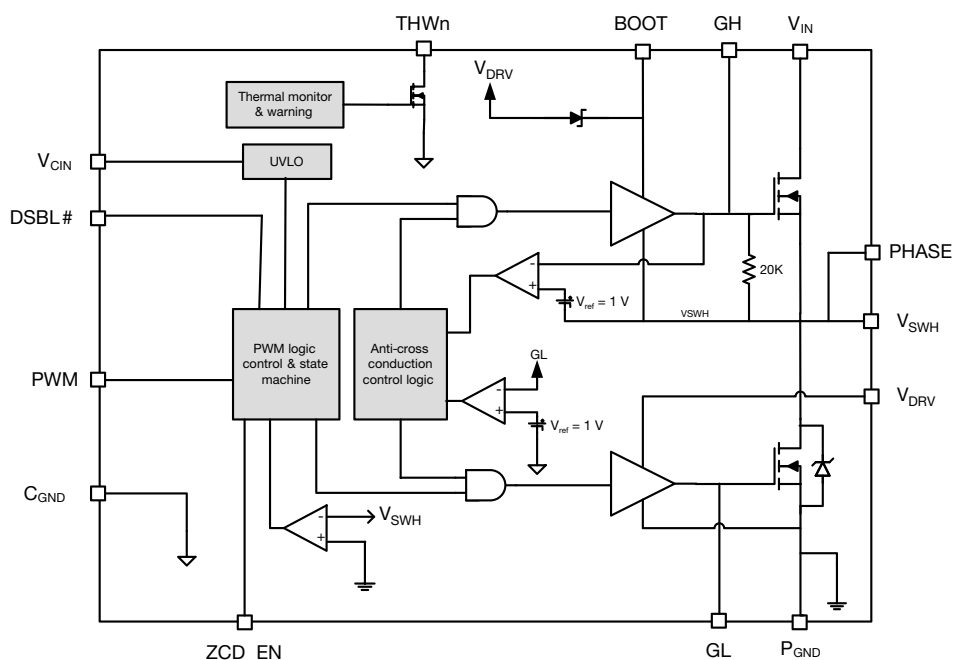 THWn
BOOT
GH
VIN
VDRV
Thermal monitor
& warning
VCIN
UVLO
DSBL#
PHASE
20K
-
+
Vref = 1 V
VSWH
VSWH
PWM logic
control & state
machine
Anti-cross
conduction
control logic
GL
PWM
-
+
Vref = 1 V
VDRV
CGND
-
+
VSWH
ZCD_EN
GL
PGND